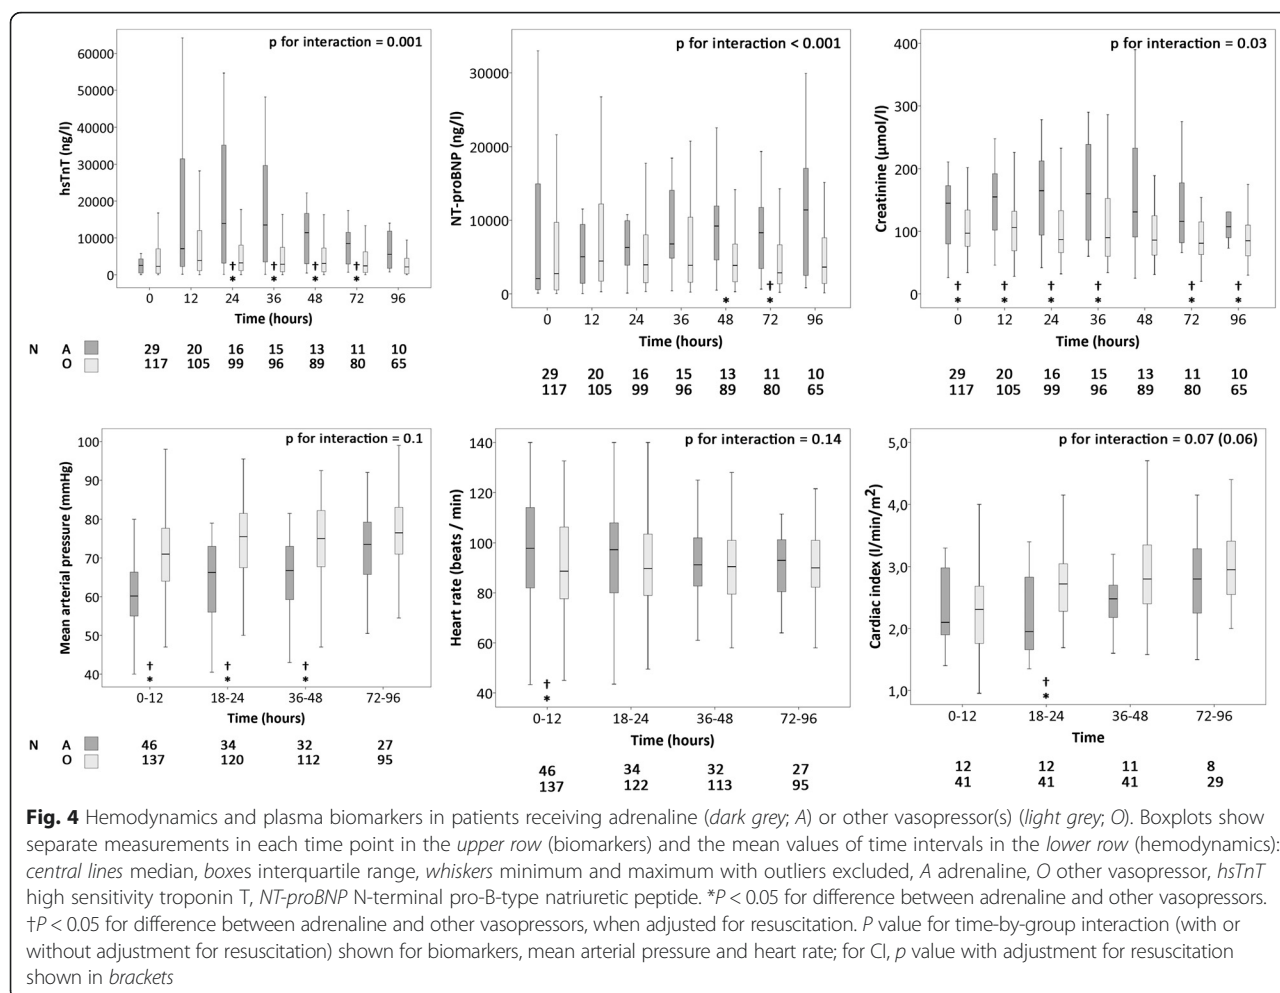 p for interaction = 0.001
hsTnT (ng/l)
60000
50000
40000
30000
20000
10000
0
† † † †
* * * *
0 12 24 36 48 72 96
Time (hours)
N A 29 20 16 15 13 11 10
O 117 105 99 96 89 80 65
p for interaction < 0.001
NT-proBNP (ng/l)
30000
20000
10000
0
†
* *
0 12 24 36 48 72 96
Time (hours)
29 20 16 15 13 11 10
117 105 99 96 89 80 65
p for interaction = 0.03
Creatinine (µmol/l)
400
300
200
100
0
† † † † † †
* * * * * *
0 12 24 36 48 72 96
Time (hours)
29 20 16 15 13 11 10
117 105 99 96 89 80 65
p for interaction = 0.1
Mean arterial pressure (mmHg)
100
90
80
70
60
50
40
† † †
* * *
0-12 18-24 36-48 72-96
Time (hours)
N A 46 34 32 27
O 137 120 112 95
p for interaction = 0.14
Heart rate (beats / min)
140
120
100
80
60
40
†
*
0-12 18-24 36-48 72-96
Time (hours)
46 34 32 27
137 122 113 95
p for interaction = 0.07 (0.06)
Cardiac index (l/min/m²)
5,0
4,0
3,0
2,0
1,0
†
*
0-12 18-24 36-48 72-96
Time
12 12 11 8
41 41 41 29
Fig. 4 Hemodynamics and plasma biomarkers in patients receiving adrenaline (dark grey; A) or other vasopressor(s) (light grey; O). Boxplots show
separate measurements in each time point in the upper row (biomarkers) and the mean values of time intervals in the lower row (hemodynamics):
central lines median, boxes interquartile range, whiskers minimum and maximum with outliers excluded, A adrenaline, O other vasopressor, hsTnT
high sensitivity troponin T, NT-proBNP N-terminal pro-B-type natriuretic peptide. *P < 0.05 for difference between adrenaline and other vasopressors.
†P < 0.05 for difference between adrenaline and other vasopressors, when adjusted for resuscitation. P value for time-by-group interaction (with or
without adjustment for resuscitation) shown for biomarkers, mean arterial pressure and heart rate; for CI, p value with adjustment for resuscitation
shown in brackets